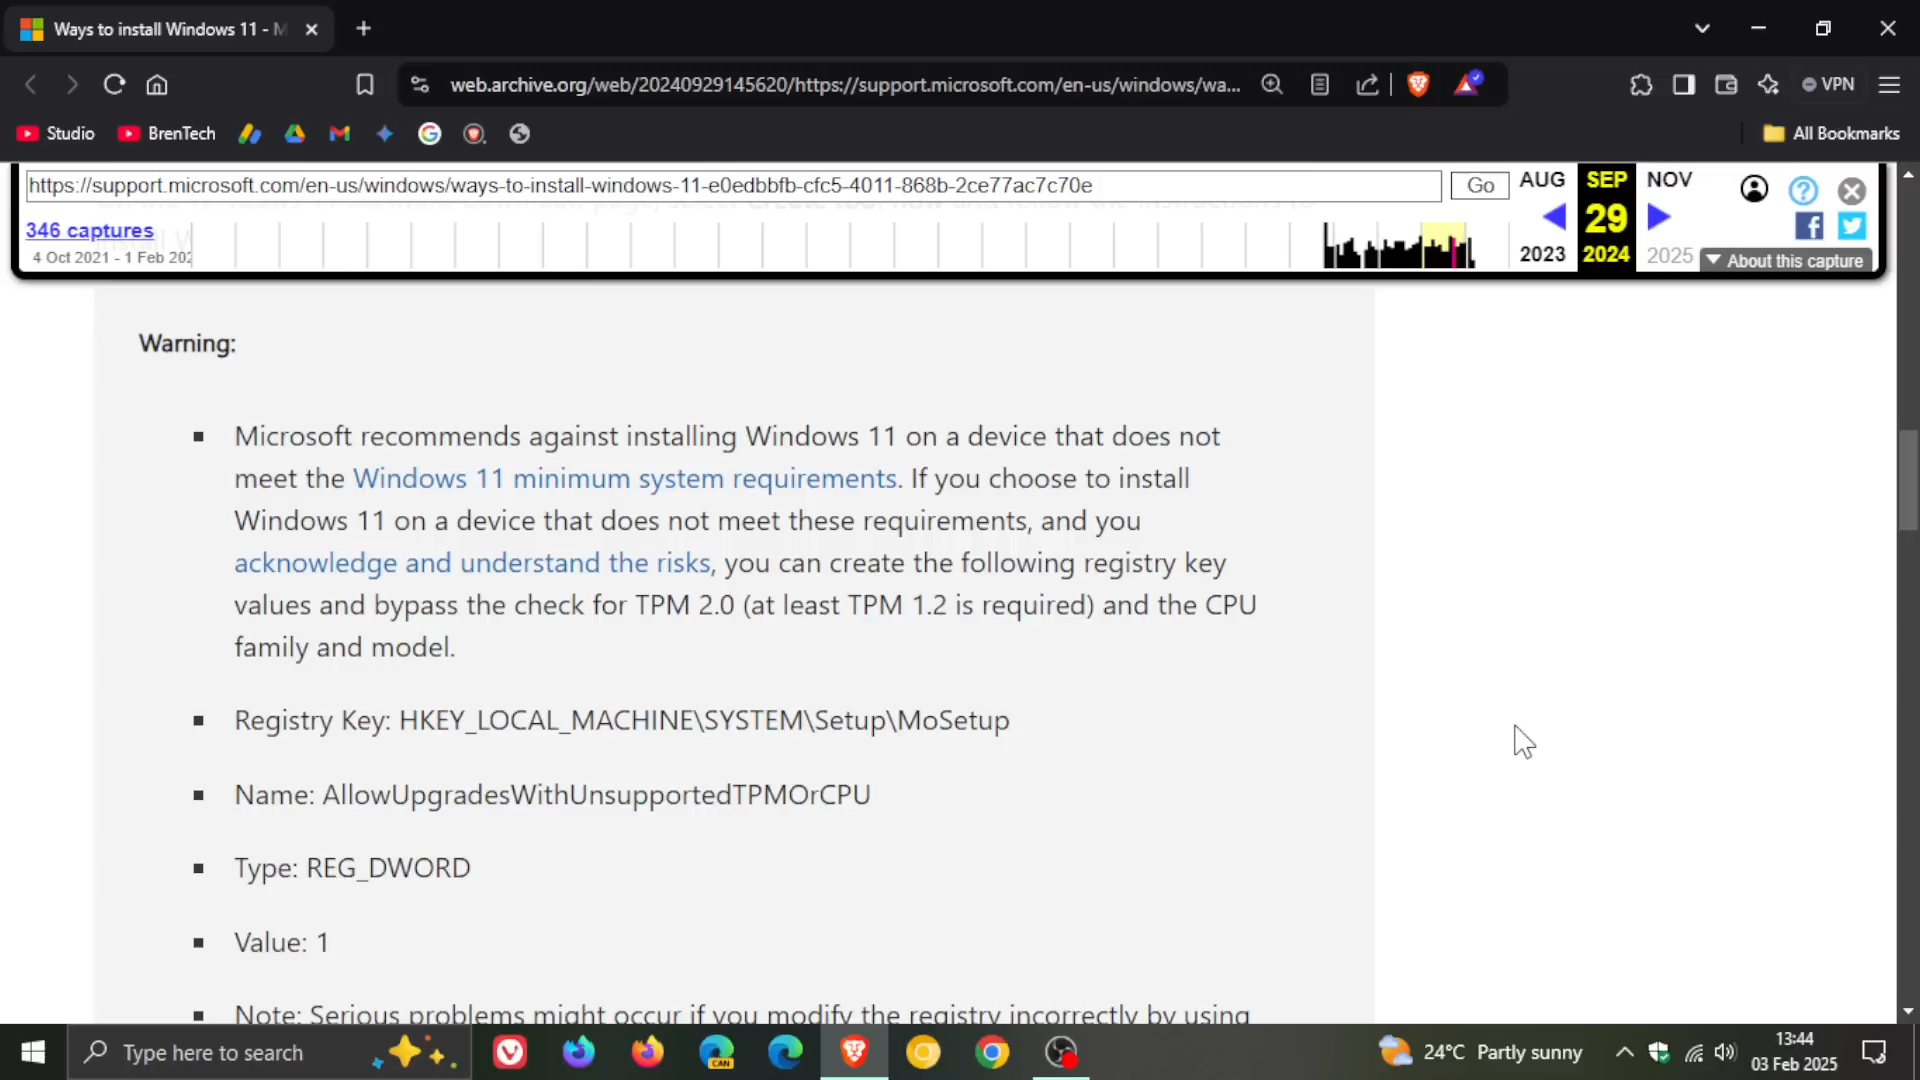 Ways to install Windows 11 - M
web.archive.org/web/20240929145620/https://support.microsoft.com/en-us/windows/wa...
VPN
Studio
BrenTech
All Bookmarks
https://support.microsoft.com/en-us/windows/ways-to-install-windows-11-e0edbbfb-cfc5-4011-868b-2ce77ac7c70e
Go
AUG
SEP
NOV
346 captures
29
4 Oct 2021 - 1 Feb 202
2023
2024
2025
About this capture
Warning:
Microsoft recommends against installing Windows 11 on a device that does not
meet the Windows 11 minimum system requirements. If you choose to install
Windows 11 on a device that does not meet these requirements, and you
acknowledge and understand the risks, you can create the following registry key
values and bypass the check for TPM 2.0 (at least TPM 1.2 is required) and the CPU
family and model.
Registry Key: HKEY_LOCAL_MACHINE\SYSTEM\Setup\MoSetup
Name: AllowUpgradesWithUnsupportedTPMOrCPU
Type: REG_DWORD
Value: 1
Note: Serious problems might occur if you modify the registry incorrectly by using
Type here to search
CAN
24°C Partly sunny
13:44
03 Feb 2025